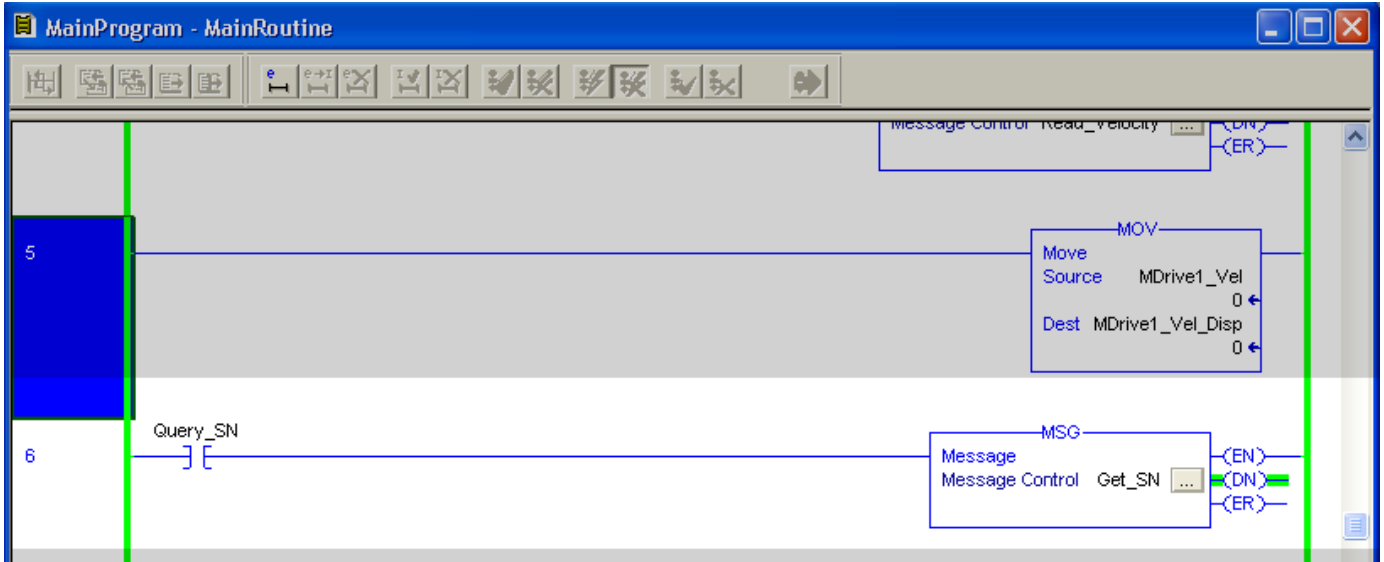 MainProgram - MainRoutine
Message Control Read_Velocity ... (DN)
(ER)
5
MOV
Move
Source MDrive1_Vel
0
Dest MDrive1_Vel_Disp
0
Query_SN
6
MSG
Message (EN)
Message Control Get_SN ... (DN)
(ER)